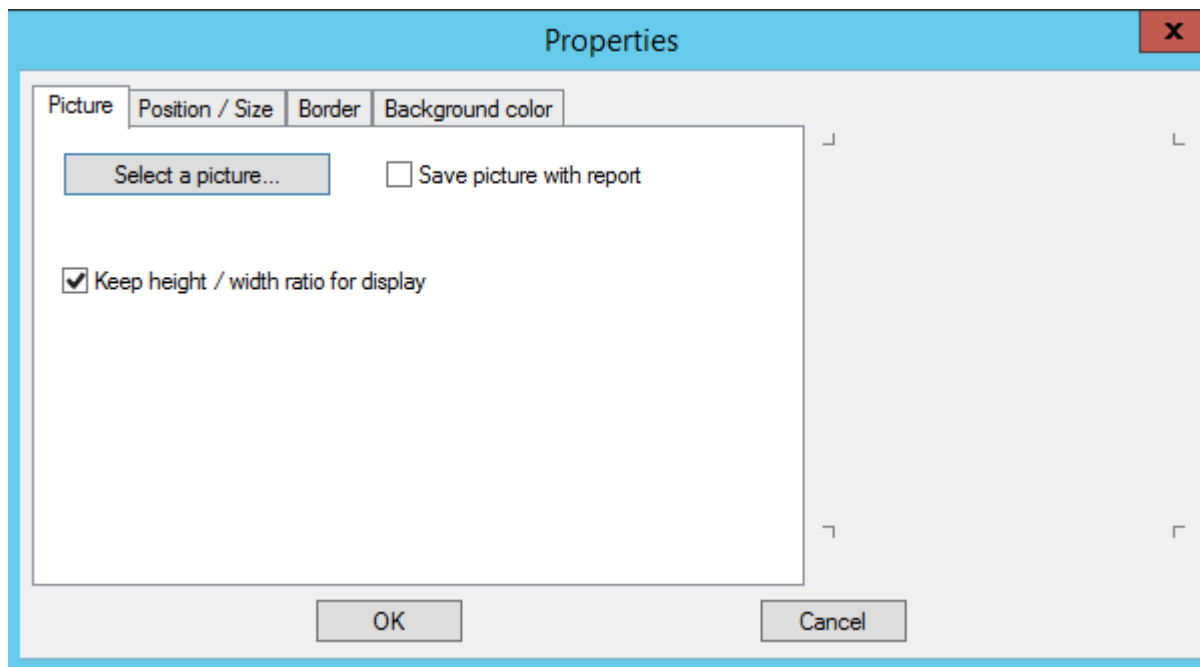 Properties
x
Picture Position / Size Border Background color
Select a picture... Save picture with report
Keep height / width ratio for display
OK Cancel